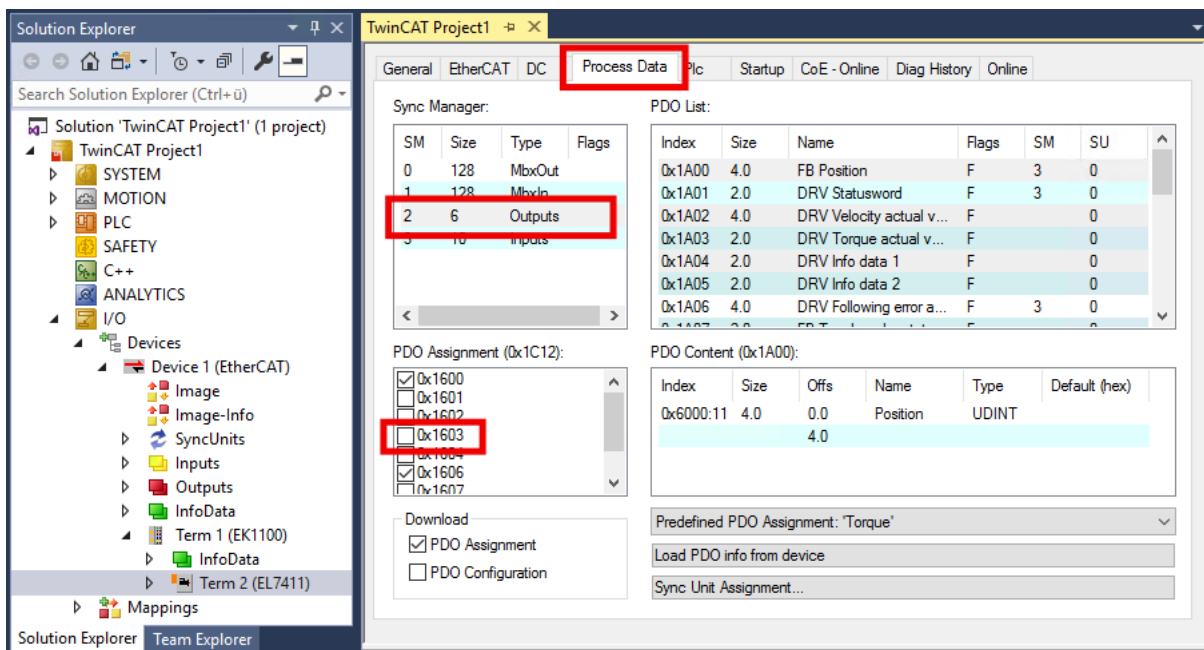 Solution Explorer
Search Solution Explorer (Ctrl+ü)
Solution 'TwinCAT Project1' (1 project)
TwinCAT Project1
SYSTEM
MOTION
PLC
SAFETY
C++
ANALYTICS
I/O
Devices
Device 1 (EtherCAT)
Image
Image-Info
SyncUnits
Inputs
Outputs
InfoData
Term 1 (EK1100)
InfoData
Term 2 (EL7411)
Mappings
Solution Explorer Team Explorer
TwinCAT Project1
General EtherCAT DC Process Data Plc Startup CoE - Online Diag History Online
Sync Manager:
SM Size Type Flags
0 128 MbxOut
1 128 MbxIn
2 6 Outputs
3 10 Inputs
PDO List:
Index Size Name Flags SM SU
0x1A00 4.0 FB Position F 3 0
0x1A01 2.0 DRV Statusword F 3 0
0x1A02 4.0 DRV Velocity actual v... F 0
0x1A03 2.0 DRV Torque actual v... F 0
0x1A04 2.0 DRV Info data 1 F 0
0x1A05 2.0 DRV Info data 2 F 0
0x1A06 4.0 DRV Following error a... F 3 0
PDO Assignment (0x1C12):
0x1600
0x1601
0x1602
0x1603
0x1604
0x1606
0x1607
PDO Content (0x1A00):
Index Size Offs Name Type Default (hex)
0x6000:11 4.0 0.0 Position UDINT
4.0
Download
PDO Assignment
PDO Configuration
Predefined PDO Assignment: 'Torque'
Load PDO info from device
Sync Unit Assignment...